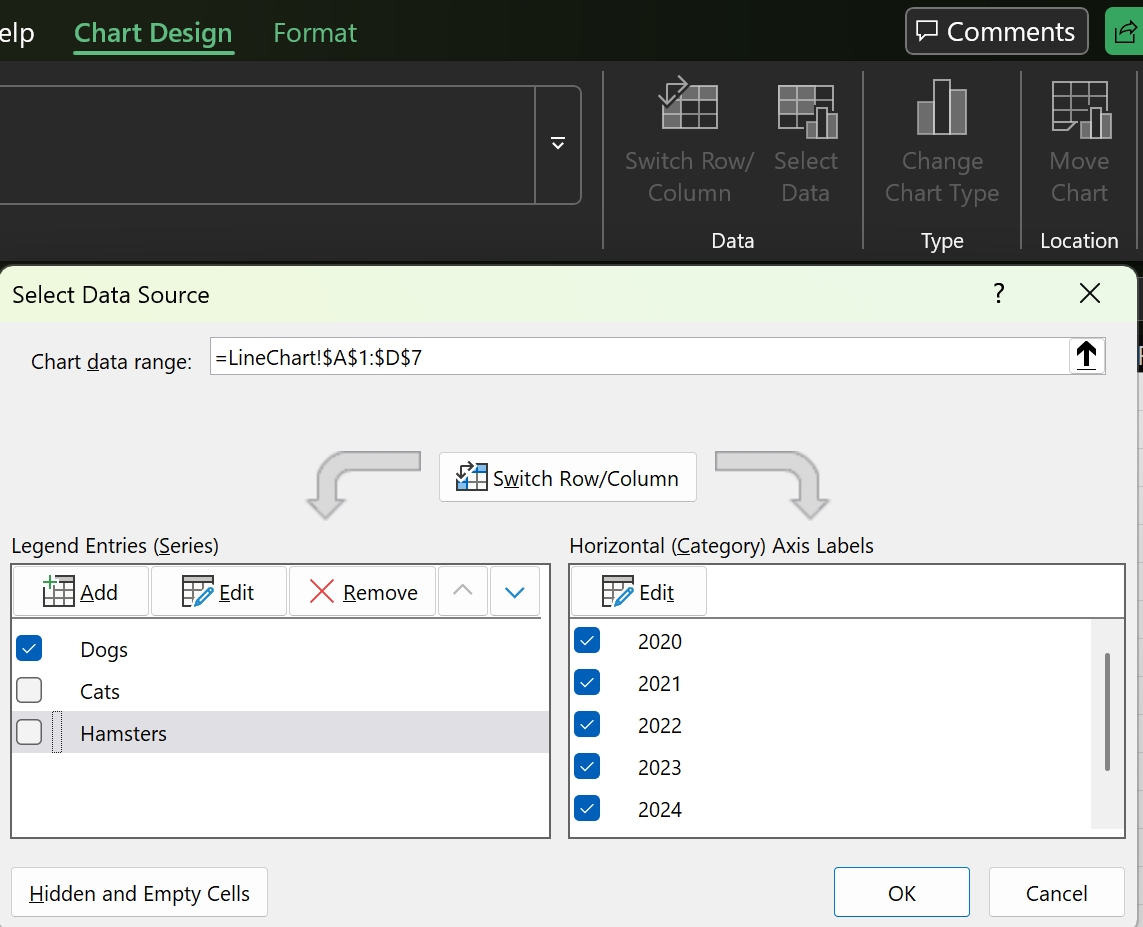 elp Chart Design Format Comments
Switch Row/ Select Change Move
Column Data Chart Type Chart
Data Type Location
Select Data Source ?
Chart data range: =LineChart!$A$1:$D$7
Switch Row/Column
Legend Entries (Series) Horizontal (Category) Axis Labels
Add Edit Remove Edit
Dogs 2020
Cats 2021
Hamsters 2022
2023
2024
Hidden and Empty Cells OK Cancel